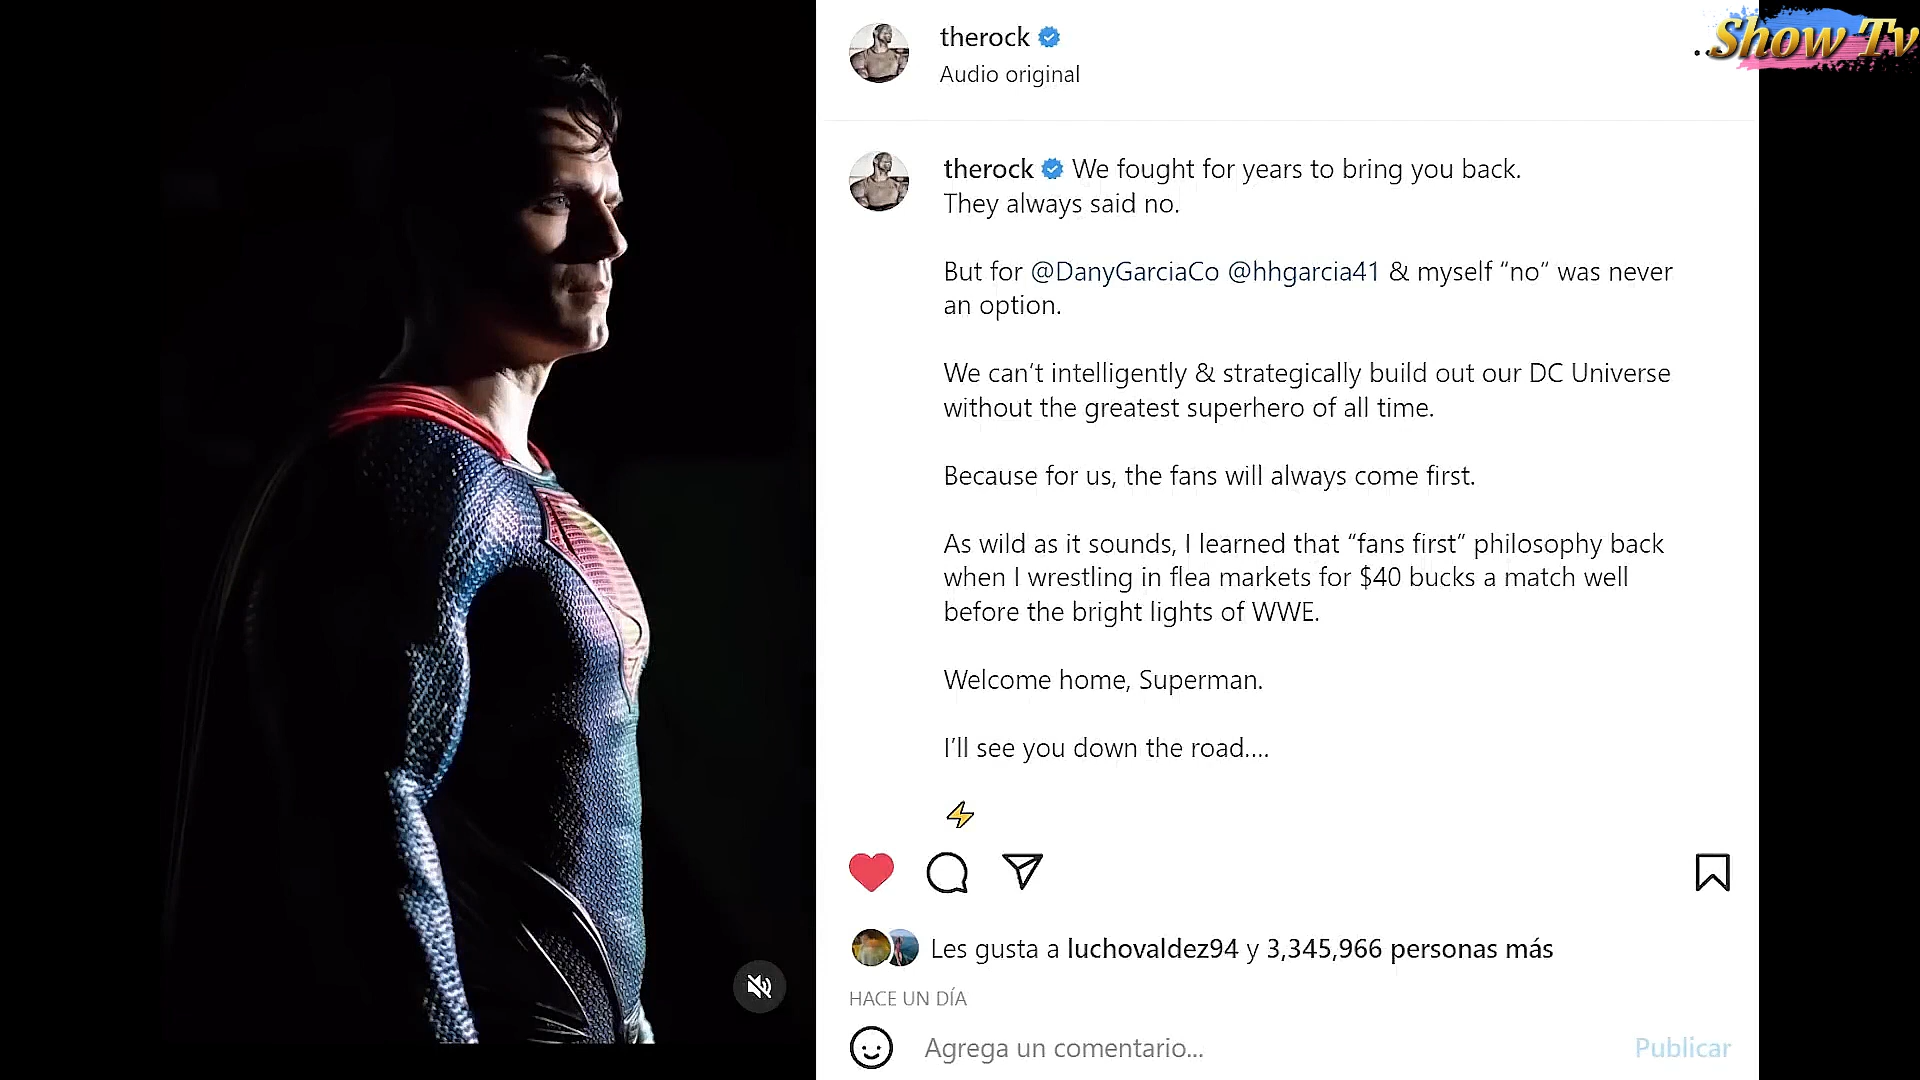 ..Show Tv
therock
Audio original
therock We fought for years to bring you back.
They always said no.
But for @DanyGarciaCo @hhgarcia41 & myself “no” was never
an option.
We can’t intelligently & strategically build out our DC Universe
without the greatest superhero of all time.
Because for us, the fans will always come first.
As wild as it sounds, I learned that “fans first” philosophy back
when I wrestling in flea markets for $40 bucks a match well
before the bright lights of WWE.
Welcome home, Superman.
I’ll see you down the road....
Les gusta a luchovaldez94 y 3,345,966 personas más
HACE UN DÍA
Agrega un comentario...
Publicar